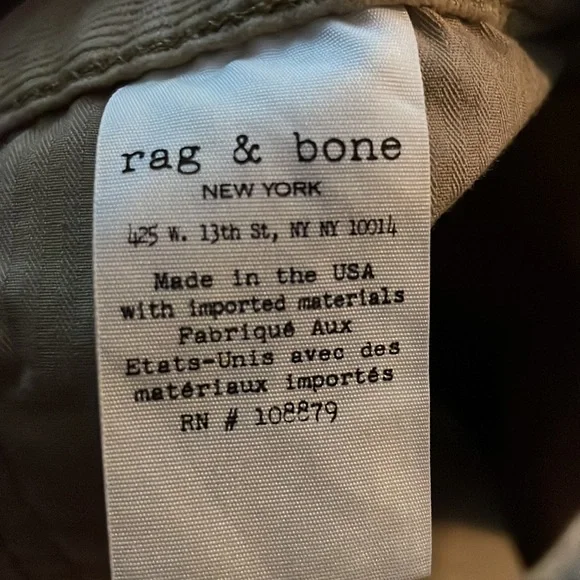 rag & bone
NEW YORK
425 W. 13th St, NY NY 10014
Made in the USA
with imported materials
Fabriqué Aux
Etats-Unis avec des
matériaux importés
RN # 108879